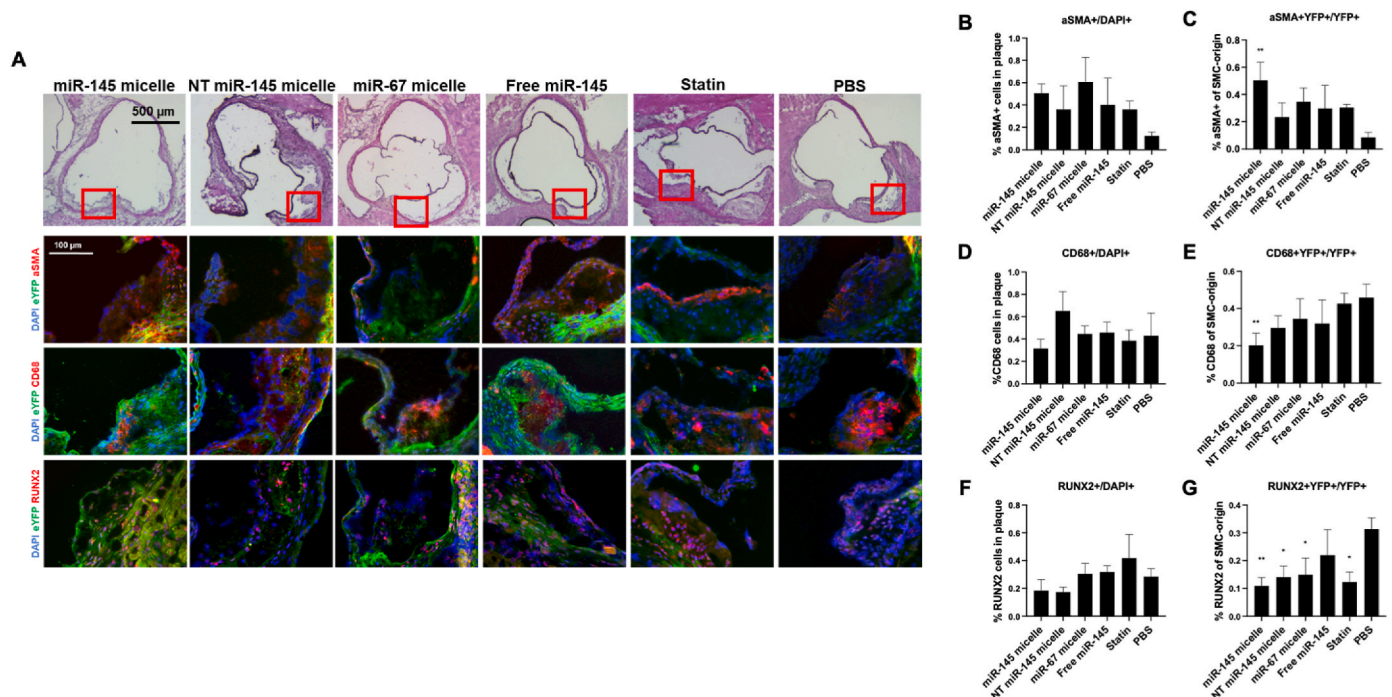 A
miR-145 micelle NT miR-145 micelle miR-67 micelle Free miR-145 Statin PBS
500 µm
100 µm
DAPI eYFP aSMA
DAPI eYFP CD68
DAPI eYFP RUNX2
B
aSMA+/DAPI+
% aSMA+ cells in plaque
1.0
0.8
0.6
0.4
0.2
0.0
miR-145 micelle
NT miR-145 micelle
miR-67 micelle
Free miR-145
Statin
PBS
C
aSMA+YFP+/YFP+
% aSMA+ of SMC-origin
0.8
0.6
0.4
0.2
0.0
**
miR-145 micelle
NT miR-145 micelle
miR-67 micelle
Free miR-145
Statin
PBS
D
CD68+/DAPI+
%CD68 cells in plaque
1.0
0.8
0.6
0.4
0.2
0.0
miR-145 micelle
NT miR-145 micelle
miR-67 micelle
Free miR-145
Statin
PBS
E
CD68+YFP+/YFP+
% CD68 of SMC-origin
0.8
0.6
0.4
0.2
0.0
**
miR-145 micelle
NT miR-145 micelle
miR-67 micelle
Free miR-145
Statin
PBS
F
RUNX2+/DAPI+
% RUNX2 cells in plaque
0.8
0.6
0.4
0.2
0.0
miR-145 micelle
NT miR-145 micelle
miR-67 micelle
Free miR-145
Statin
PBS
G
RUNX2+YFP+/YFP+
% RUNX2 of SMC-origin
0.4
0.3
0.2
0.1
0.0
** * * *
miR-145 micelle
NT miR-145 micelle
miR-67 micelle
Free miR-145
Statin
PBS